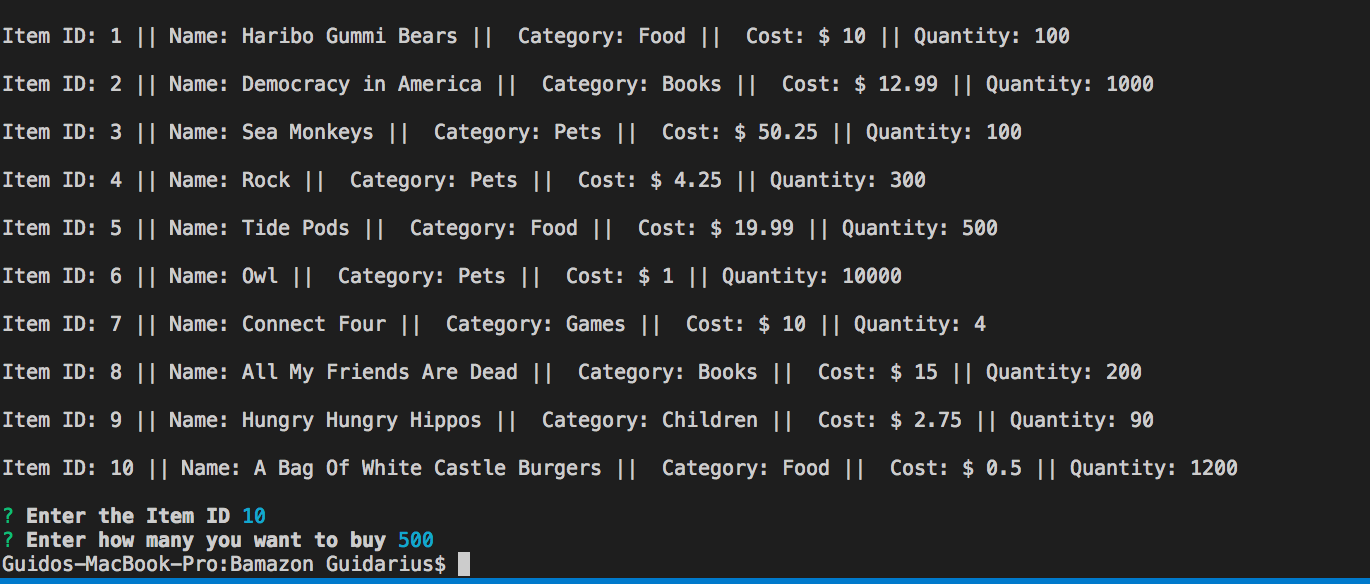 Item ID: 1 || Name: Haribo Gummi Bears ||  Category: Food ||  Cost: $ 10 || Quantity: 100
Item ID: 2 || Name: Democracy in America ||  Category: Books ||  Cost: $ 12.99 || Quantity: 1000
Item ID: 3 || Name: Sea Monkeys ||  Category: Pets ||  Cost: $ 50.25 || Quantity: 100
Item ID: 4 || Name: Rock ||  Category: Pets ||  Cost: $ 4.25 || Quantity: 300
Item ID: 5 || Name: Tide Pods ||  Category: Food ||  Cost: $ 19.99 || Quantity: 500
Item ID: 6 || Name: Owl ||  Category: Pets ||  Cost: $ 1 || Quantity: 10000
Item ID: 7 || Name: Connect Four ||  Category: Games ||  Cost: $ 10 || Quantity: 4
Item ID: 8 || Name: All My Friends Are Dead ||  Category: Books ||  Cost: $ 15 || Quantity: 200
Item ID: 9 || Name: Hungry Hungry Hippos ||  Category: Children ||  Cost: $ 2.75 || Quantity: 90
Item ID: 10 || Name: A Bag Of White Castle Burgers ||  Category: Food ||  Cost: $ 0.5 || Quantity: 1200
? Enter the Item ID 10
? Enter how many you want to buy 500
Guidos-MacBook-Pro:Bamazon Guidarius$